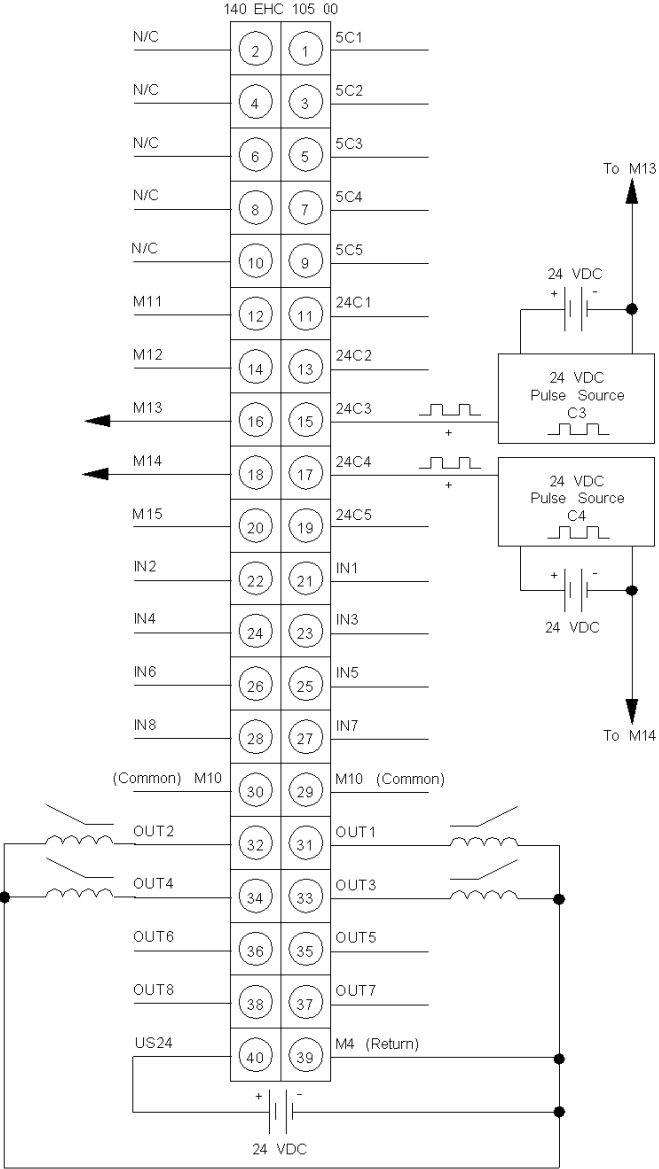 140 EHC 105 00
N/C 2 1 5C1
N/C 4 3 5C2
N/C 6 5 5C3
N/C 8 7 5C4
N/C 10 9 5C5
M11 12 11 24C1
M12 14 13 24C2
M13 16 15 24C3
+
M14 18 17 24C4
+
M15 20 19 24C5
IN2 22 21 IN1
IN4 24 23 IN3
IN6 26 25 IN5
IN8 28 27 IN7
(Common) M10 30 29 M10 (Common)
OUT2 32 31 OUT1
OUT4 34 33 OUT3
OUT6 36 35 OUT5
OUT8 38 37 OUT7
US24 40 39 M4 (Return)
+ -
24 VDC
To M13
24 VDC
+ -
24 VDC
Pulse Source
C3
24 VDC
Pulse Source
C4
+ -
24 VDC
To M14